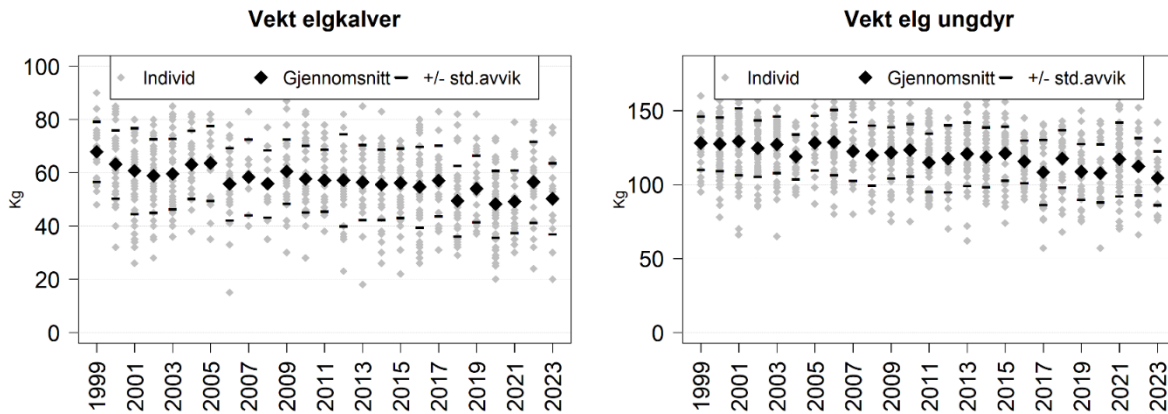 Vekt elgkalver
Individ Gjennomsnitt +/- std.avvik
Kg
100
80
60
40
20
0
1999 2001 2003 2005 2007 2009 2011 2013 2015 2017 2019 2021 2023
Vekt elg ungdyr
Individ Gjennomsnitt +/- std.avvik
Kg
150
100
50
0
1999 2001 2003 2005 2007 2009 2011 2013 2015 2017 2019 2021 2023